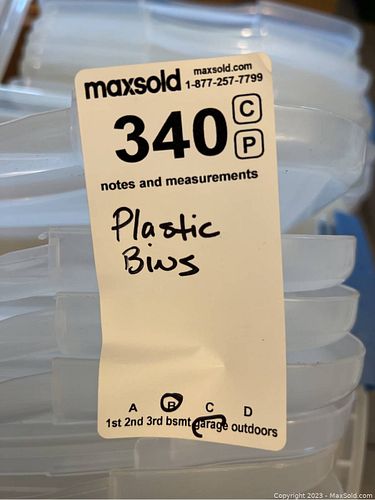 maxsold
maxsold.com
1-877-257-7799
340
C
P
notes and measurements
Plastic
Bins
A B C D
1st 2nd 3rd bsmt garage outdoors
Copyright 2023 - MaxSold.com